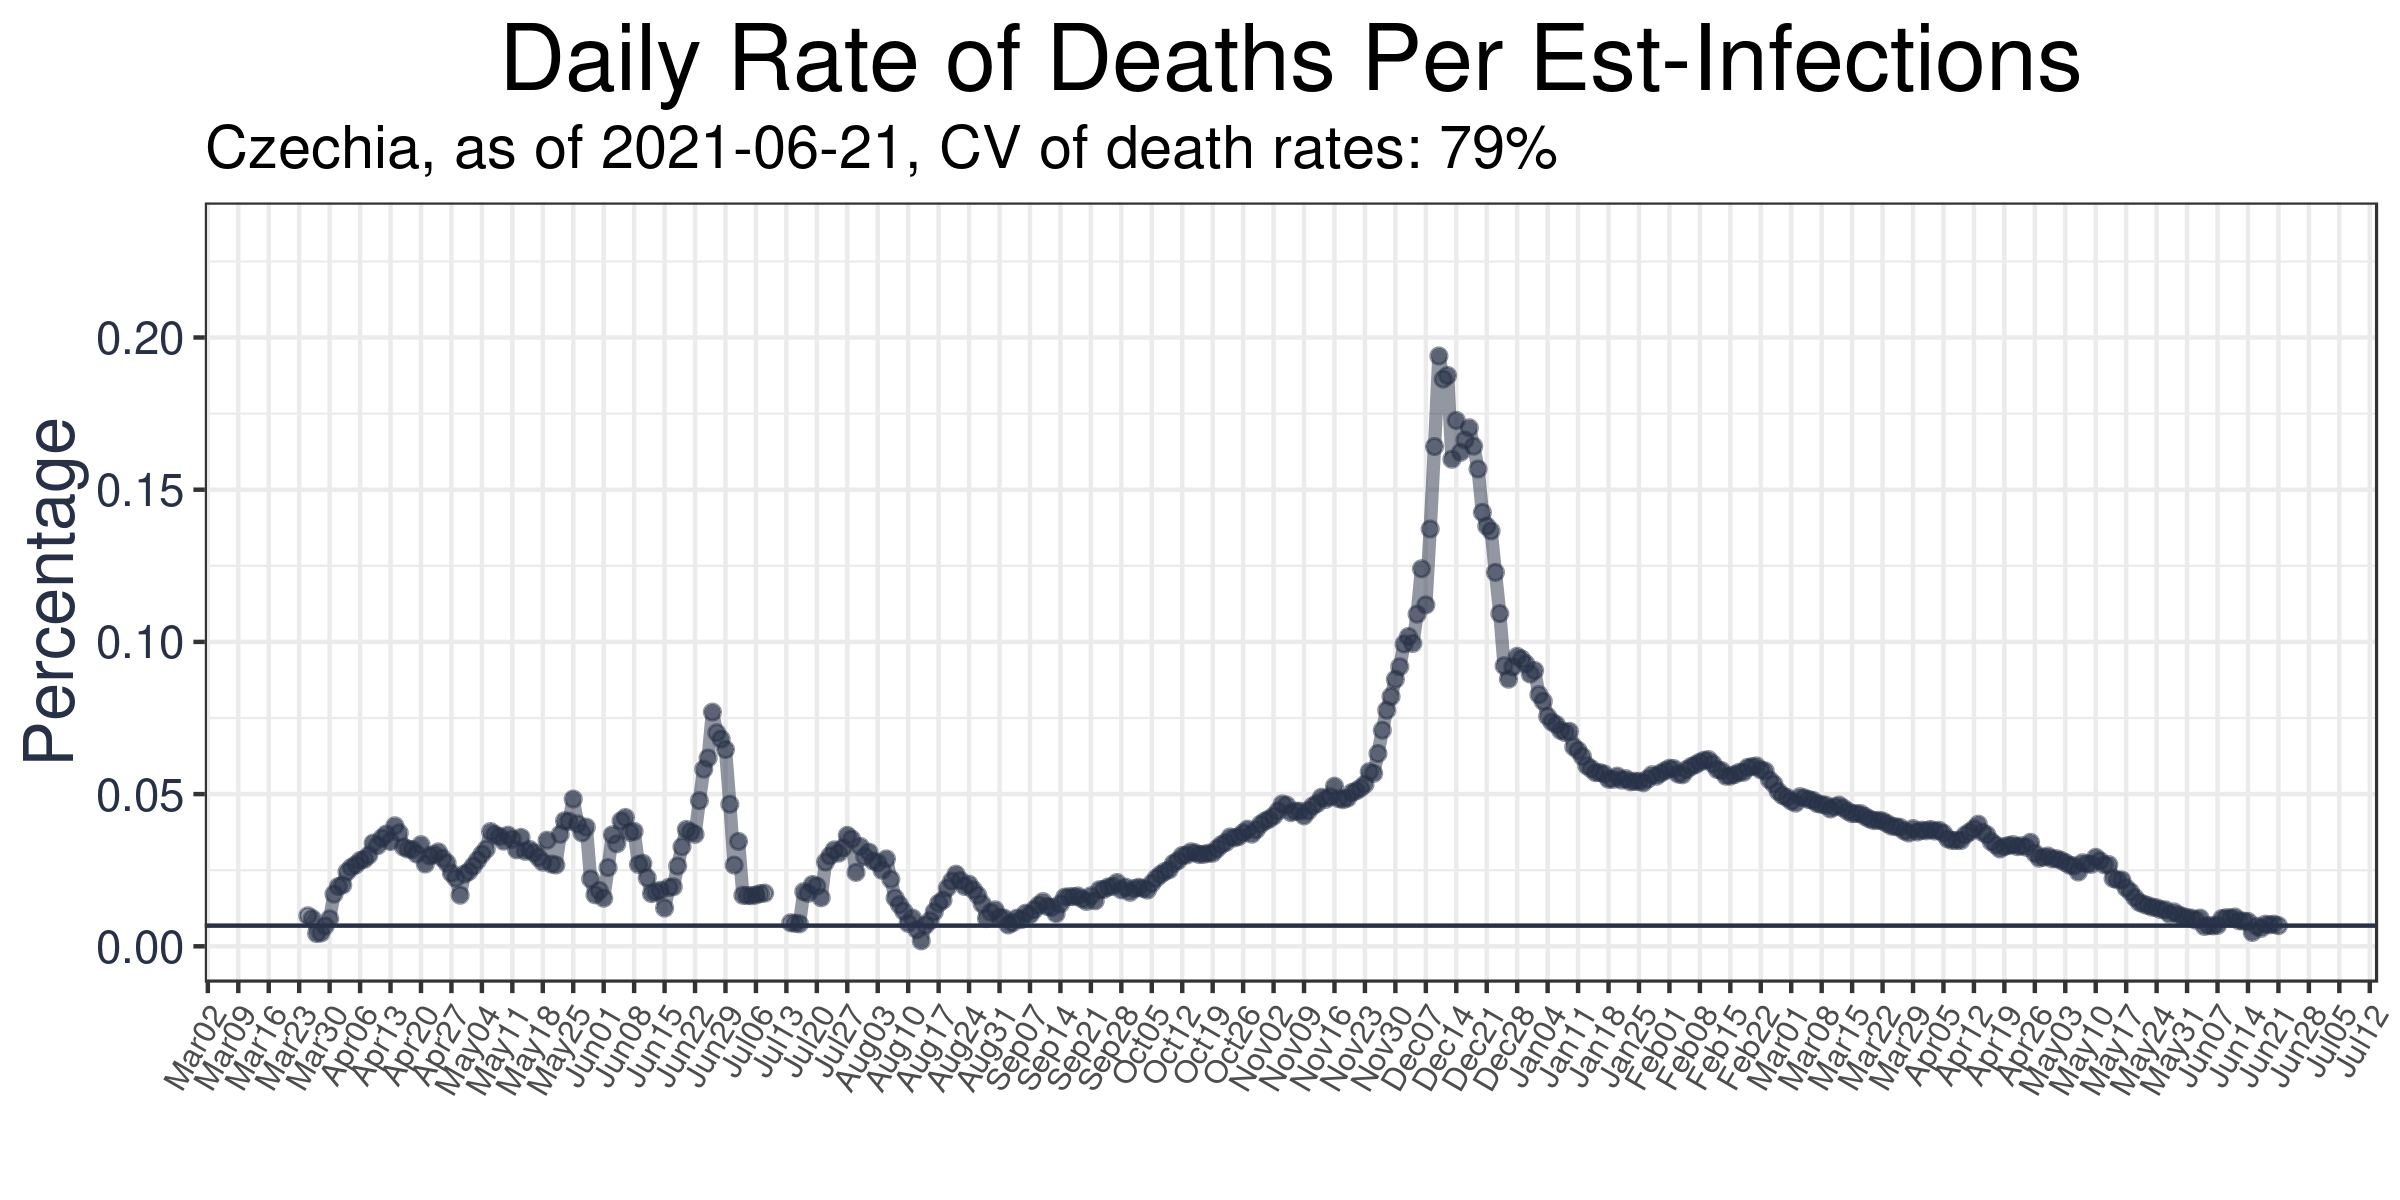 Daily Rate of Deaths Per Est-Infections
Czechia, as of 2021-06-21, CV of death rates: 79%
Percentage
0.20
0.15
0.10
0.05
0.00
Mar02
Mar09
Mar16
Mar23
Mar30
Apr06
Apr13
Apr20
Apr27
May04
May11
May18
May25
Jun01
Jun08
Jun15
Jun22
Jun29
Jul06
Jul13
Jul20
Jul27
Aug03
Aug10
Aug17
Aug24
Aug31
Sep07
Sep14
Sep21
Sep28
Oct05
Oct12
Oct19
Oct26
Nov02
Nov09
Nov16
Nov23
Nov30
Dec07
Dec14
Dec21
Dec28
Jan04
Jan11
Jan18
Jan25
Feb01
Feb08
Feb15
Feb22
Mar01
Mar08
Mar15
Mar22
Mar29
Apr05
Apr12
Apr19
Apr26
May03
May10
May17
May24
May31
Jun07
Jun14
Jun21
Jun28
Jul05
Jul12